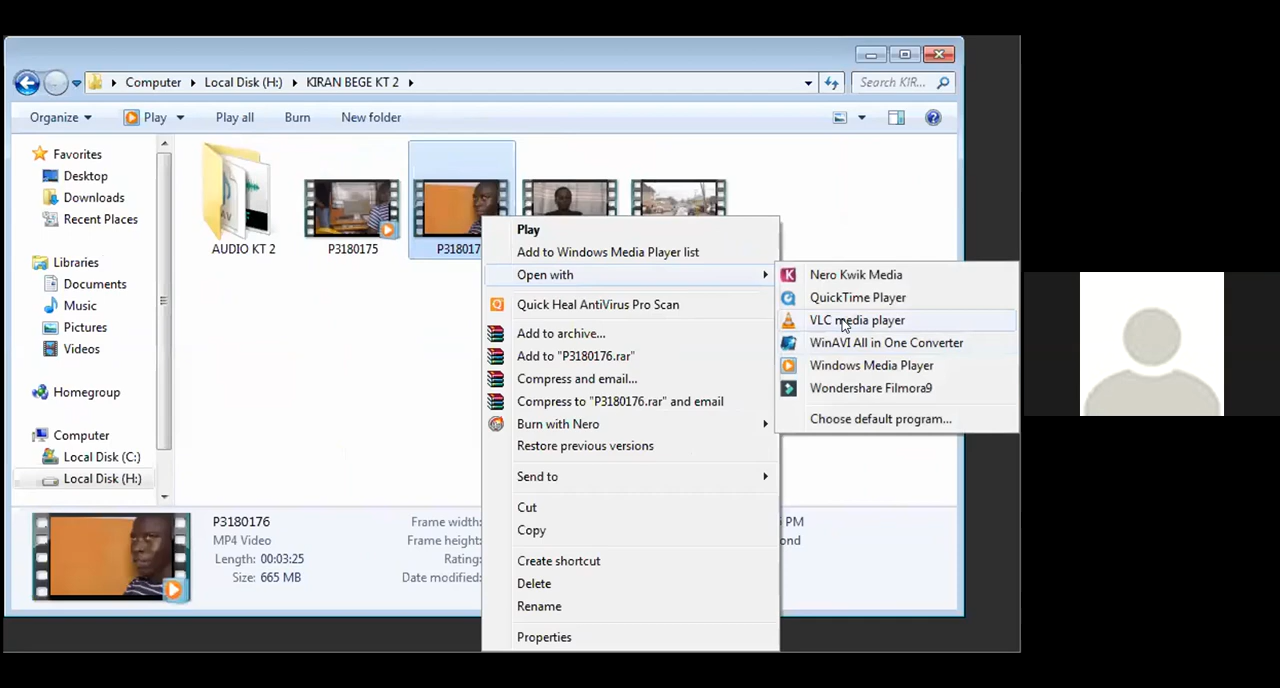 Computer
Local Disk (H:)
KIRAN BEGE KT 2
Search KIR...
Organize
Play
Play all
Burn
New folder
Favorites
Desktop
Downloads
Recent Places
Libraries
Documents
Music
Pictures
Videos
Homegroup
Computer
Local Disk (C:)
Local Disk (H:)
AUDIO KT 2
P3180175
P318017
Play
Add to Windows Media Player list
Open with
Quick Heal AntiVirus Pro Scan
Add to archive...
Add to "P3180176.rar"
Compress and email...
Compress to "P3180176.rar" and email
Burn with Nero
Restore previous versions
Send to
Cut
Copy
Create shortcut
Delete
Rename
Properties
Nero Kwik Media
QuickTime Player
VLC media player
WinAVI All in One Converter
Windows Media Player
Wondershare Filmora9
Choose default program...
P3180176
MP4 Video
Length: 00:03:25
Size: 665 MB
Frame width:
Frame height:
Rating:
Date modified:
PM